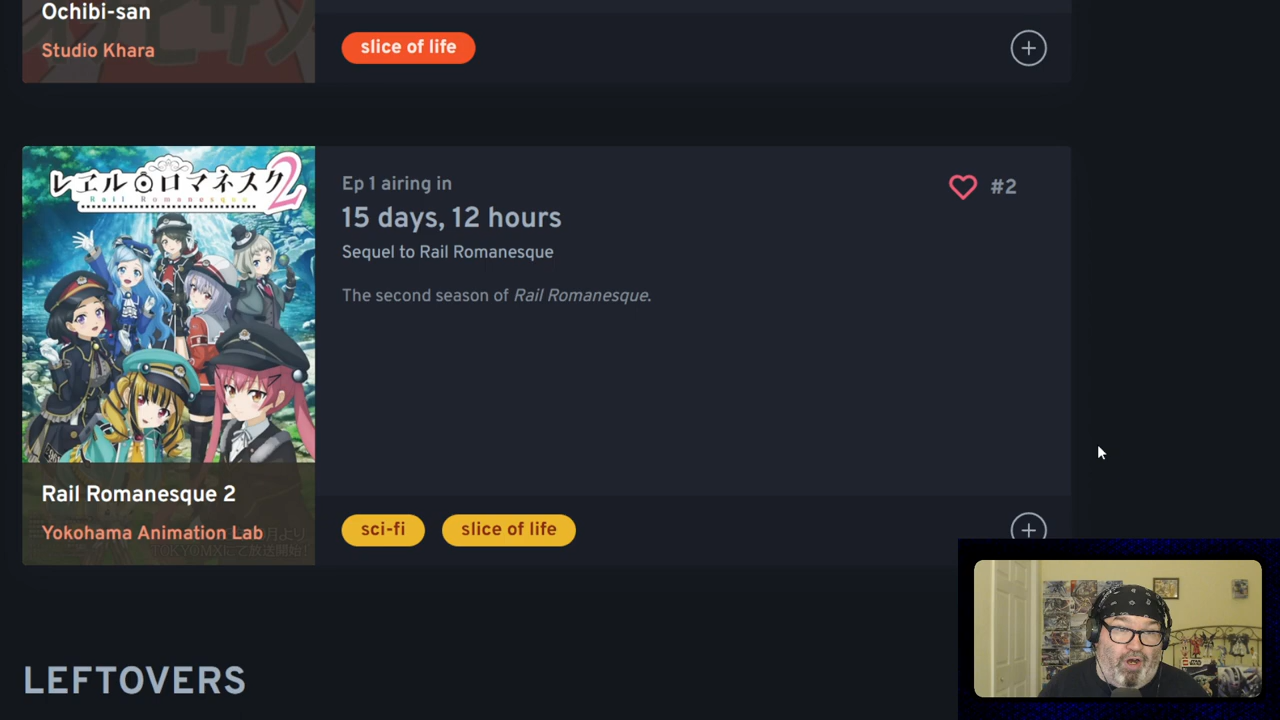 Ochibi-san
Studio Khara
slice of life
レヱル・ロマネスク2
Rail Romanesque
Ep 1 airing in
15 days, 12 hours
#2
Sequel to Rail Romanesque
The second season of Rail Romanesque.
Rail Romanesque 2
Yokohama Animation Lab
sci-fi
slice of life
LEFTOVERS